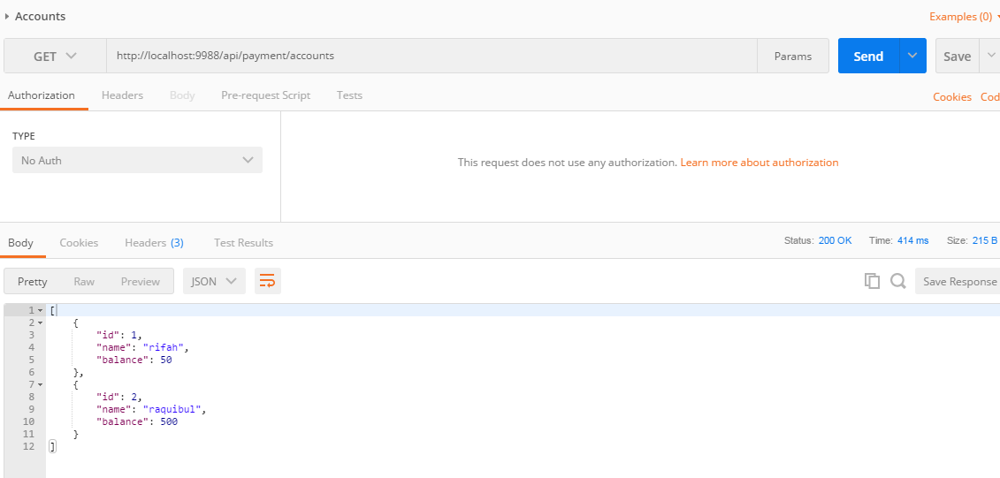 Accounts
Examples (0)
GET
http://localhost:9988/api/payment/accounts
Params
Send
Save
Authorization
Headers
Body
Pre-request Script
Tests
Cookies
Cod
TYPE
No Auth
This request does not use any authorization. Learn more about authorization
Body
Cookies
Headers (3)
Test Results
Status: 200 OK
Time: 414 ms
Size: 215 B
Pretty
Raw
Preview
JSON
Save Response
1 [
2 {
3 "id": 1,
4 "name": "rifah",
5 "balance": 50
6 },
7 {
8 "id": 2,
9 "name": "raquibul",
10 "balance": 500
11 }
12 ]